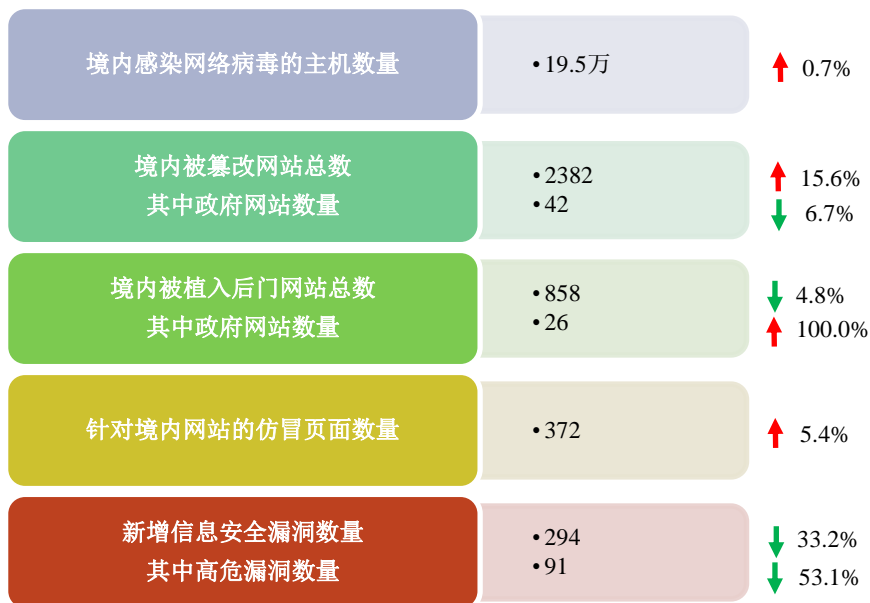 境内感染网络病毒的主机数量
•19.5万
0.7%
境内被篡改网站总数
其中政府网站数量
•2382
•42
15.6%
6.7%
境内被植入后门网站总数
其中政府网站数量
•858
•26
4.8%
100.0%
针对境内网站的仿冒页面数量
•372
5.4%
新增信息安全漏洞数量
其中高危漏洞数量
•294
•91
33.2%
53.1%